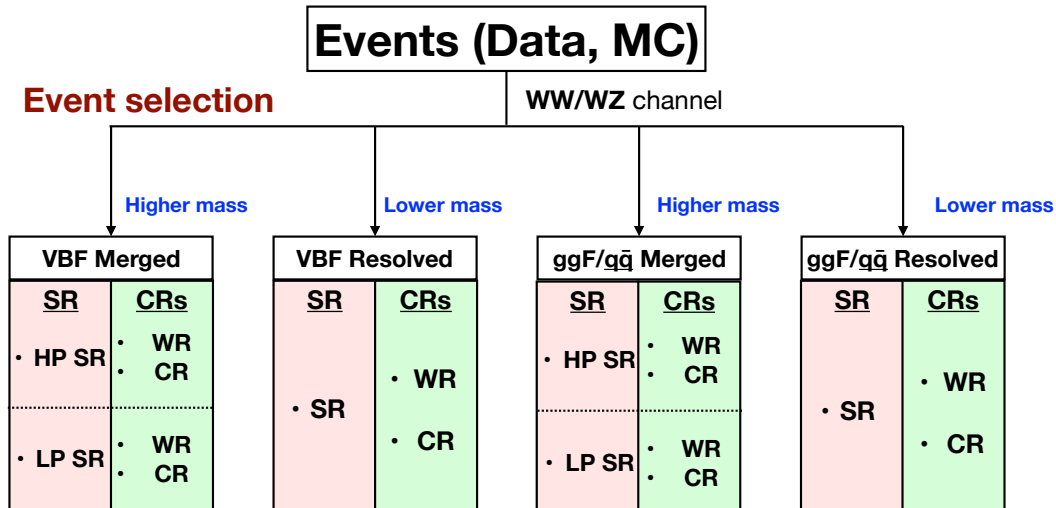 Events (Data, MC)
Event selection
WW/WZ channel
Higher mass
Lower mass
Higher mass
Lower mass
VBF Merged
SR
CRs
• HP SR
• WR
• CR
• LP SR
• WR
• CR
VBF Resolved
SR
CRs
• SR
• WR
• CR
ggF/qq̄ Merged
SR
CRs
• HP SR
• WR
• CR
• LP SR
• WR
• CR
ggF/qq̄ Resolved
SR
CRs
• SR
• WR
• CR